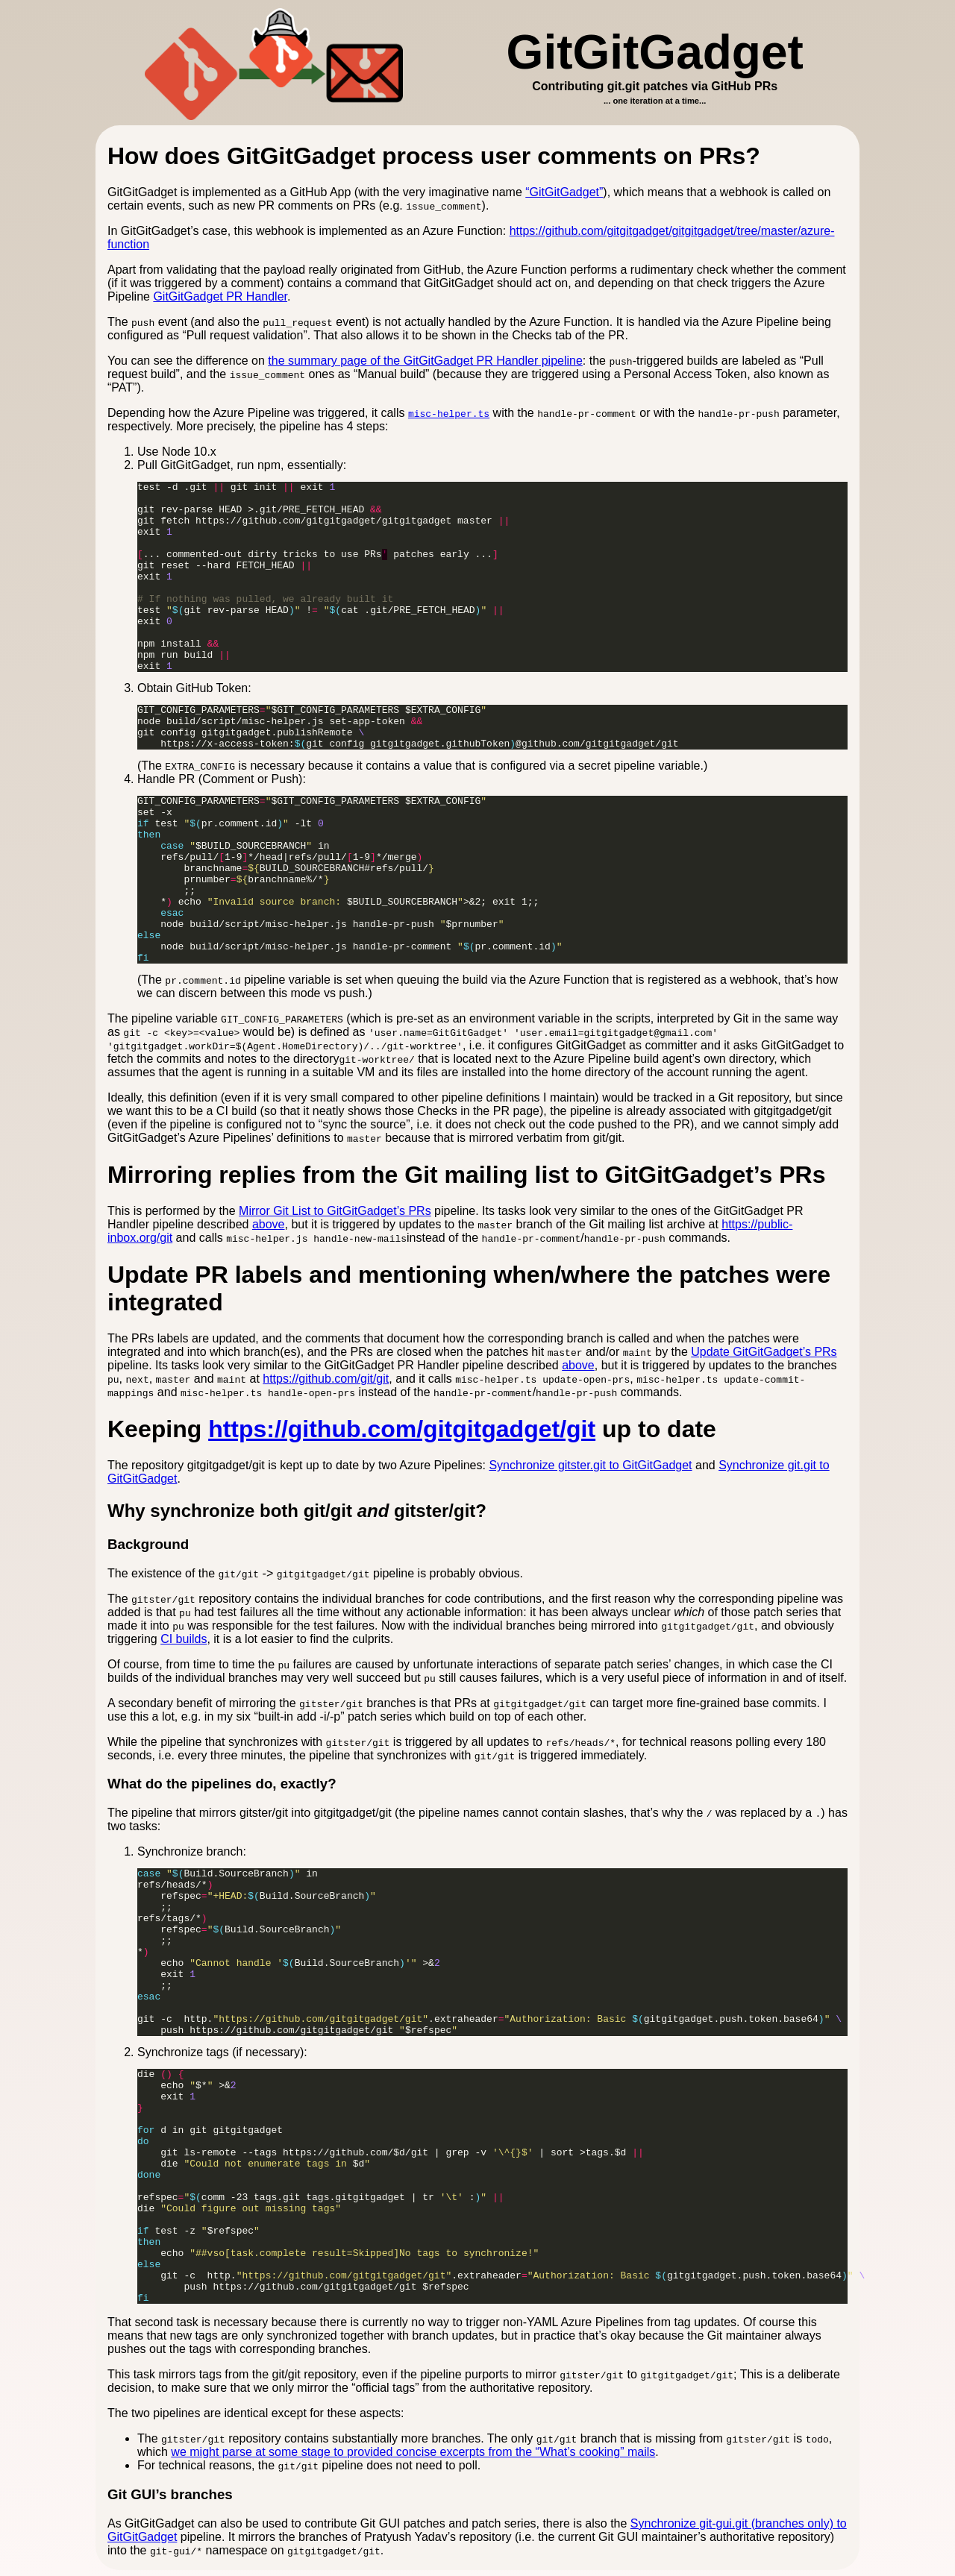 GitGitGadget
Contributing git.git patches via GitHub PRs
... one iteration at a time...
How does GitGitGadget process user comments on PRs?
GitGitGadget is implemented as a GitHub App (with the very imaginative name “GitGitGadget”), which means that a webhook is called on
certain events, such as new PR comments on PRs (e.g. issue_comment).
In GitGitGadget’s case, this webhook is implemented as an Azure Function: https://github.com/gitgitgadget/gitgitgadget/tree/master/azure-
function
Apart from validating that the payload really originated from GitHub, the Azure Function performs a rudimentary check whether the comment
(if it was triggered by a comment) contains a command that GitGitGadget should act on, and depending on that check triggers the Azure
Pipeline GitGitGadget PR Handler.
The push event (and also the pull_request event) is not actually handled by the Azure Function. It is handled via the Azure Pipeline being
configured as “Pull request validation”. That also allows it to be shown in the Checks tab of the PR.
You can see the difference on the summary page of the GitGitGadget PR Handler pipeline: the push-triggered builds are labeled as “Pull
request build”, and the issue_comment ones as “Manual build” (because they are triggered using a Personal Access Token, also known as
“PAT”).
Depending how the Azure Pipeline was triggered, it calls misc-helper.ts with the handle-pr-comment or with the handle-pr-push parameter,
respectively. More precisely, the pipeline has 4 steps:
1. Use Node 10.x
2. Pull GitGitGadget, run npm, essentially:
test -d .git || git init || exit 1
git rev-parse HEAD >.git/PRE_FETCH_HEAD &&
git fetch https://github.com/gitgitgadget/gitgitgadget master ||
exit 1
[... commented-out dirty tricks to use PRs' patches early ...]
git reset --hard FETCH_HEAD ||
exit 1
# If nothing was pulled, we already built it
test "$(git rev-parse HEAD)" != "$(cat .git/PRE_FETCH_HEAD)" ||
exit 0
npm install &&
npm run build ||
exit 1
3. Obtain GitHub Token:
GIT_CONFIG_PARAMETERS="$GIT_CONFIG_PARAMETERS $EXTRA_CONFIG"
node build/script/misc-helper.js set-app-token &&
git config gitgitgadget.publishRemote \
    https://x-access-token:$(git config gitgitgadget.githubToken)@github.com/gitgitgadget/git
(The EXTRA_CONFIG is necessary because it contains a value that is configured via a secret pipeline variable.)
4. Handle PR (Comment or Push):
GIT_CONFIG_PARAMETERS="$GIT_CONFIG_PARAMETERS $EXTRA_CONFIG"
set -x
if test "$(pr.comment.id)" -lt 0
then
    case "$BUILD_SOURCEBRANCH" in
    refs/pull/[1-9]*/head|refs/pull/[1-9]*/merge)
        branchname=${BUILD_SOURCEBRANCH#refs/pull/}
        prnumber=${branchname%/*}
        ;;
    *) echo "Invalid source branch: $BUILD_SOURCEBRANCH">&2; exit 1;;
    esac
    node build/script/misc-helper.js handle-pr-push "$prnumber"
else
    node build/script/misc-helper.js handle-pr-comment "$(pr.comment.id)"
fi
(The pr.comment.id pipeline variable is set when queuing the build via the Azure Function that is registered as a webhook, that’s how
we can discern between this mode vs push.)
The pipeline variable GIT_CONFIG_PARAMETERS (which is pre-set as an environment variable in the scripts, interpreted by Git in the same way
as git -c <key>=<value> would be) is defined as 'user.name=GitGitGadget' 'user.email=gitgitgadget@gmail.com'
'gitgitgadget.workDir=$(Agent.HomeDirectory)/../git-worktree', i.e. it configures GitGitGadget as committer and it asks GitGitGadget to
fetch the commits and notes to the directorygit-worktree/ that is located next to the Azure Pipeline build agent’s own directory, which
assumes that the agent is running in a suitable VM and its files are installed into the home directory of the account running the agent.
Ideally, this definition (even if it is very small compared to other pipeline definitions I maintain) would be tracked in a Git repository, but since
we want this to be a CI build (so that it neatly shows those Checks in the PR page), the pipeline is already associated with gitgitgadget/git
(even if the pipeline is configured not to “sync the source”, i.e. it does not check out the code pushed to the PR), and we cannot simply add
GitGitGadget’s Azure Pipelines’ definitions to master because that is mirrored verbatim from git/git.
Mirroring replies from the Git mailing list to GitGitGadget’s PRs
This is performed by the Mirror Git List to GitGitGadget’s PRs pipeline. Its tasks look very similar to the ones of the GitGitGadget PR
Handler pipeline described above, but it is triggered by updates to the master branch of the Git mailing list archive at https://public-
inbox.org/git and calls misc-helper.js handle-new-mailsinstead of the handle-pr-comment/handle-pr-push commands.
Update PR labels and mentioning when/where the patches were
integrated
The PRs labels are updated, and the comments that document how the corresponding branch is called and when the patches were
integrated and into which branch(es), and the PRs are closed when the patches hit master and/or maint by the Update GitGitGadget’s PRs
pipeline. Its tasks look very similar to the GitGitGadget PR Handler pipeline described above, but it is triggered by updates to the branches
pu, next, master and maint at https://github.com/git/git, and it calls misc-helper.ts update-open-prs, misc-helper.ts update-commit-
mappings and misc-helper.ts handle-open-prs instead of the handle-pr-comment/handle-pr-push commands.
Keeping https://github.com/gitgitgadget/git up to date
The repository gitgitgadget/git is kept up to date by two Azure Pipelines: Synchronize gitster.git to GitGitGadget and Synchronize git.git to
GitGitGadget.
Why synchronize both git/git and gitster/git?
Background
The existence of the git/git -> gitgitgadget/git pipeline is probably obvious.
The gitster/git repository contains the individual branches for code contributions, and the first reason why the corresponding pipeline was
added is that pu had test failures all the time without any actionable information: it has been always unclear which of those patch series that
made it into pu was responsible for the test failures. Now with the individual branches being mirrored into gitgitgadget/git, and obviously
triggering CI builds, it is a lot easier to find the culprits.
Of course, from time to time the pu failures are caused by unfortunate interactions of separate patch series’ changes, in which case the CI
builds of the individual branches may very well succeed but pu still causes failures, which is a very useful piece of information in and of itself.
A secondary benefit of mirroring the gitster/git branches is that PRs at gitgitgadget/git can target more fine-grained base commits. I
use this a lot, e.g. in my six “built-in add -i/-p” patch series which build on top of each other.
While the pipeline that synchronizes with gitster/git is triggered by all updates to refs/heads/*, for technical reasons polling every 180
seconds, i.e. every three minutes, the pipeline that synchronizes with git/git is triggered immediately.
What do the pipelines do, exactly?
The pipeline that mirrors gitster/git into gitgitgadget/git (the pipeline names cannot contain slashes, that’s why the / was replaced by a .) has
two tasks:
1. Synchronize branch:
case "$(Build.SourceBranch)" in
refs/heads/*)
    refspec="+HEAD:$(Build.SourceBranch)"
    ;;
refs/tags/*)
    refspec="$(Build.SourceBranch)"
    ;;
*)
    echo "Cannot handle '$(Build.SourceBranch)'" >&2
    exit 1
    ;;
esac
git -c  http."https://github.com/gitgitgadget/git".extraheader="Authorization: Basic $(gitgitgadget.push.token.base64)" \
    push https://github.com/gitgitgadget/git "$refspec"
2. Synchronize tags (if necessary):
die () {
    echo "$*" >&2
    exit 1
}
for d in git gitgitgadget
do
    git ls-remote --tags https://github.com/$d/git | grep -v '\^{}$' | sort >tags.$d ||
    die "Could not enumerate tags in $d"
done
refspec="$(comm -23 tags.git tags.gitgitgadget | tr '\t' :)" ||
die "Could figure out missing tags"
if test -z "$refspec"
then
    echo "##vso[task.complete result=Skipped]No tags to synchronize!"
else
    git -c  http."https://github.com/gitgitgadget/git".extraheader="Authorization: Basic $(gitgitgadget.push.token.base64)" \
        push https://github.com/gitgitgadget/git $refspec
fi
That second task is necessary because there is currently no way to trigger non-YAML Azure Pipelines from tag updates. Of course this
means that new tags are only synchronized together with branch updates, but in practice that’s okay because the Git maintainer always
pushes out the tags with corresponding branches.
This task mirrors tags from the git/git repository, even if the pipeline purports to mirror gitster/git to gitgitgadget/git; This is a deliberate
decision, to make sure that we only mirror the “official tags” from the authoritative repository.
The two pipelines are identical except for these aspects:
• The gitster/git repository contains substantially more branches. The only git/git branch that is missing from gitster/git is todo,
which we might parse at some stage to provided concise excerpts from the “What’s cooking” mails.
• For technical reasons, the git/git pipeline does not need to poll.
Git GUI’s branches
As GitGitGadget can also be used to contribute Git GUI patches and patch series, there is also the Synchronize git-gui.git (branches only) to
GitGitGadget pipeline. It mirrors the branches of Pratyush Yadav’s repository (i.e. the current Git GUI maintainer’s authoritative repository)
into the git-gui/* namespace on gitgitgadget/git.